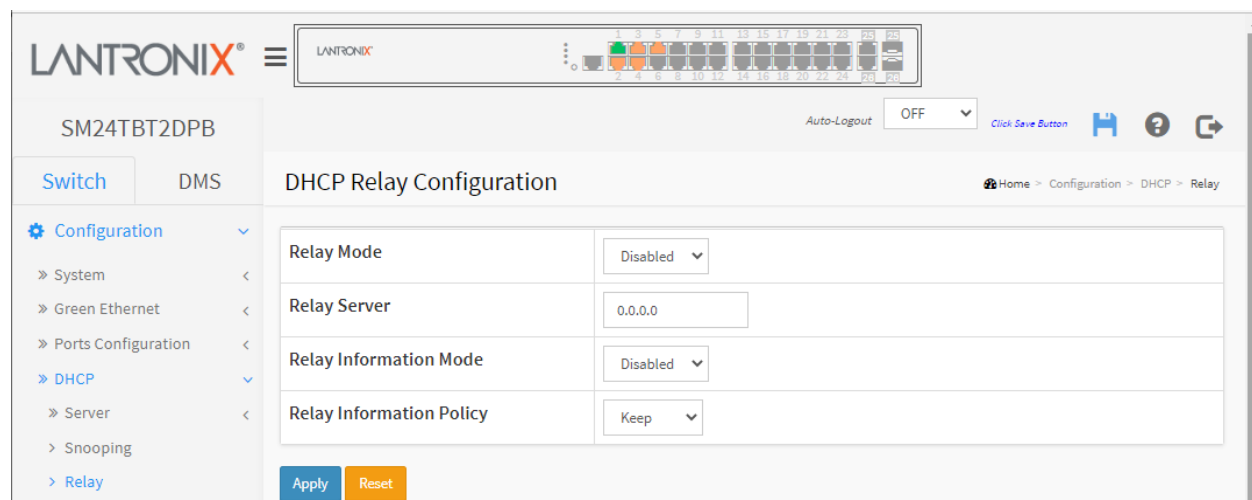 LANTRONIX®
LANTRONIX
1 3 5 7 9 11 13 15 17 19 21 23 25 25
2 4 6 8 10 12 14 16 18 20 22 24 26 26
SM24TBT2DPB
Auto-Logout OFF Click Save Button
Switch DMS
DHCP Relay Configuration
Home > Configuration > DHCP > Relay
Configuration
» System
» Green Ethernet
» Ports Configuration
» DHCP
» Server
> Snooping
> Relay
Relay Mode Disabled
Relay Server 0.0.0.0
Relay Information Mode Disabled
Relay Information Policy Keep
Apply Reset